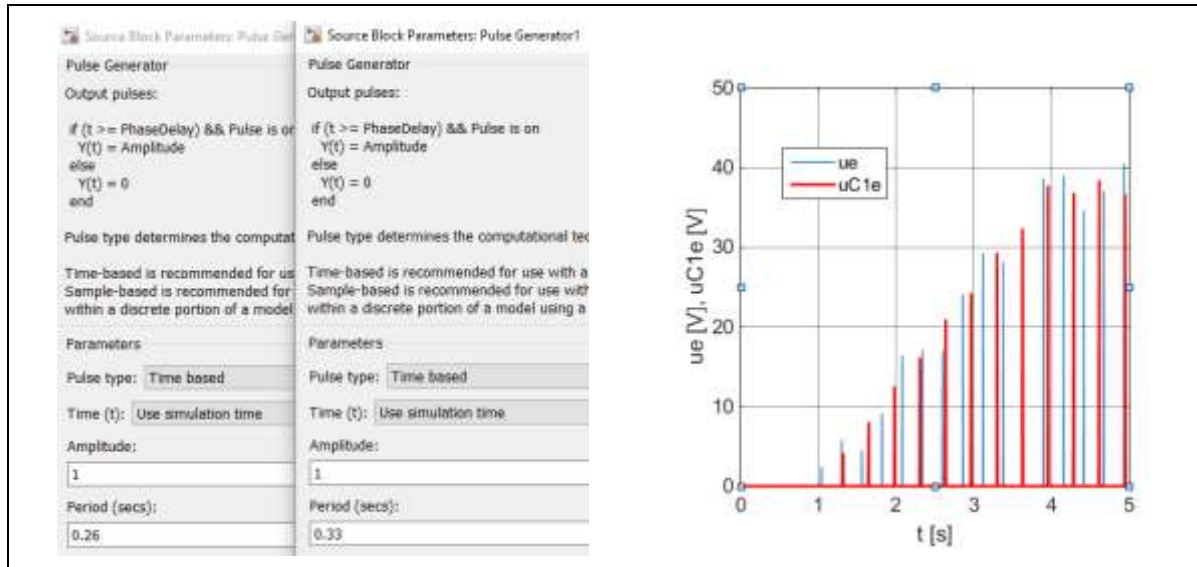 Source Block Parameters: Pulse Gen
Pulse Generator
Output pulses:
if (t >= PhaseDelay) && Pulse is on
Y(t) = Amplitude
else
Y(t) = 0
end
Pulse type determines the computat
Time-based is recommended for us
Sample-based is recommended for
within a discrete portion of a model
Parameters
Pulse type: Time based
Time (t): Use simulation time
Amplitude:
1
Period (secs):
0.26
Source Block Parameters: Pulse Generator1
Pulse Generator
Output pulses:
if (t >= PhaseDelay) && Pulse is on
Y(t) = Amplitude
else
Y(t) = 0
end
Pulse type determines the computational tec
Time-based is recommended for use with a
Sample-based is recommended for use with
within a discrete portion of a model using a
Parameters
Pulse type: Time based
Time (t): Use simulation time
Amplitude:
1
Period (secs):
0.33
50
40
30
20
10
0
ue [V], uC1e [V]
ue
uC1e
0 1 2 3 4 5
t [s]